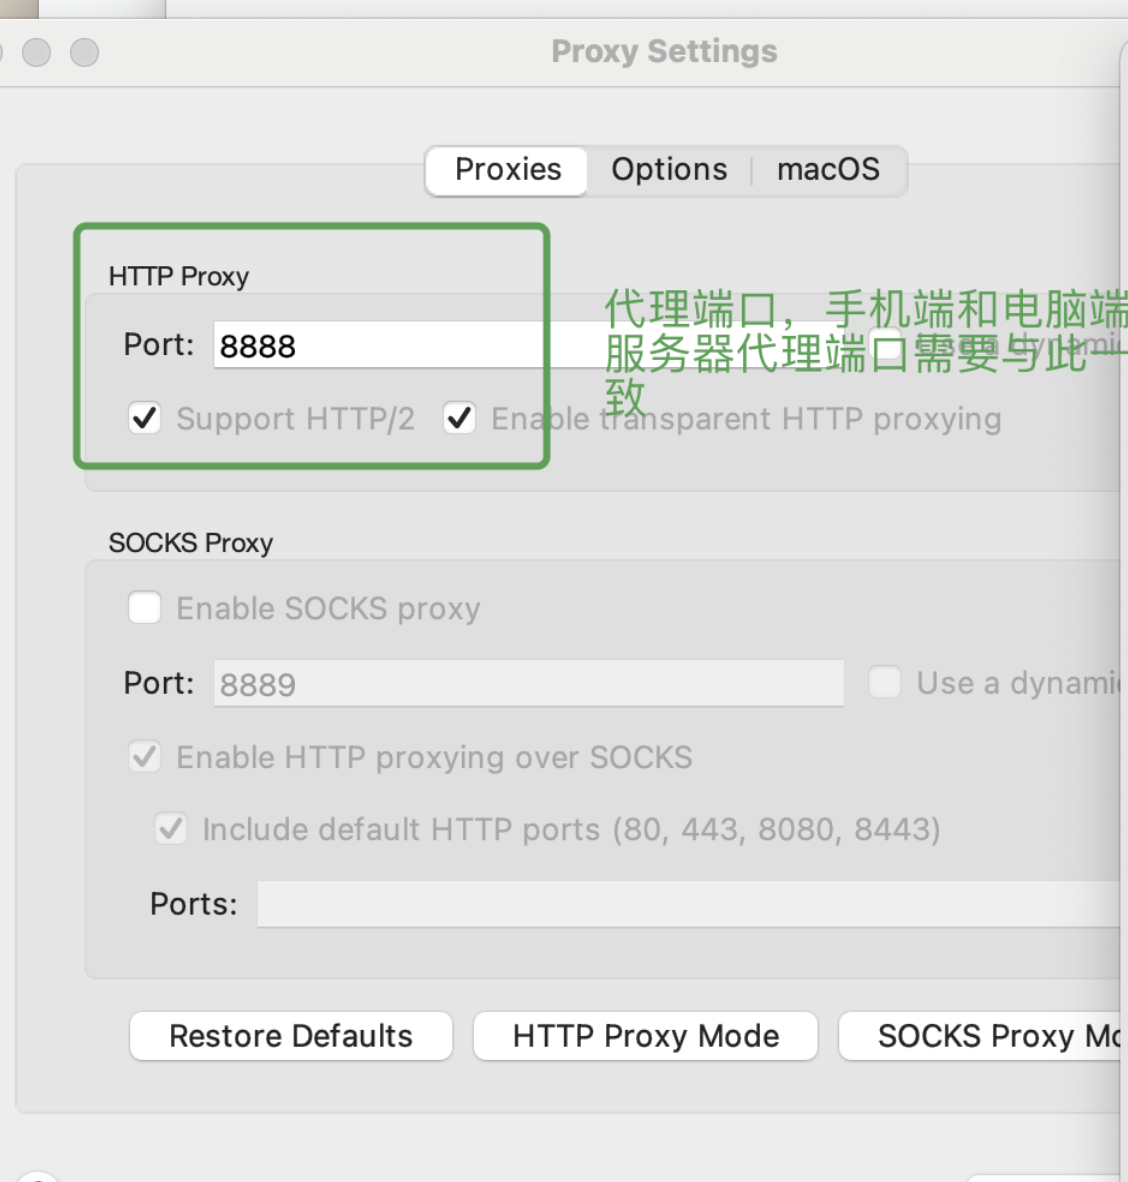 Proxy Settings
Proxies Options macOS
HTTP Proxy
代理端口，手机端和电脑端
服务器代理端口需要与此一
致
Port: 8888
Support HTTP/2 Enable transparent HTTP proxying
SOCKS Proxy
Enable SOCKS proxy
Port: 8889 Use a dynamic
Enable HTTP proxying over SOCKS
Include default HTTP ports (80, 443, 8080, 8443)
Ports:
Restore Defaults HTTP Proxy Mode SOCKS Proxy